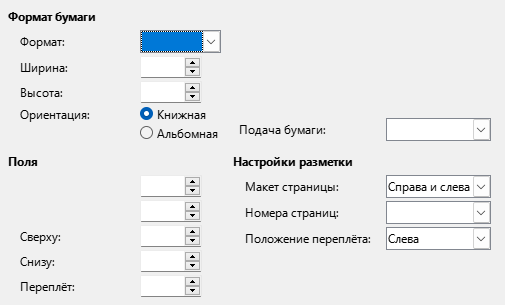 Формат бумаги
Формат:
Ширина:
Высота:
Ориентация: Книжная
Альбомная
Подача бумаги:
Поля
Настройки разметки
Макет страницы: Справа и слева
Номера страниц:
Сверху:
Положение переплёта: Слева
Снизу:
Переплёт: